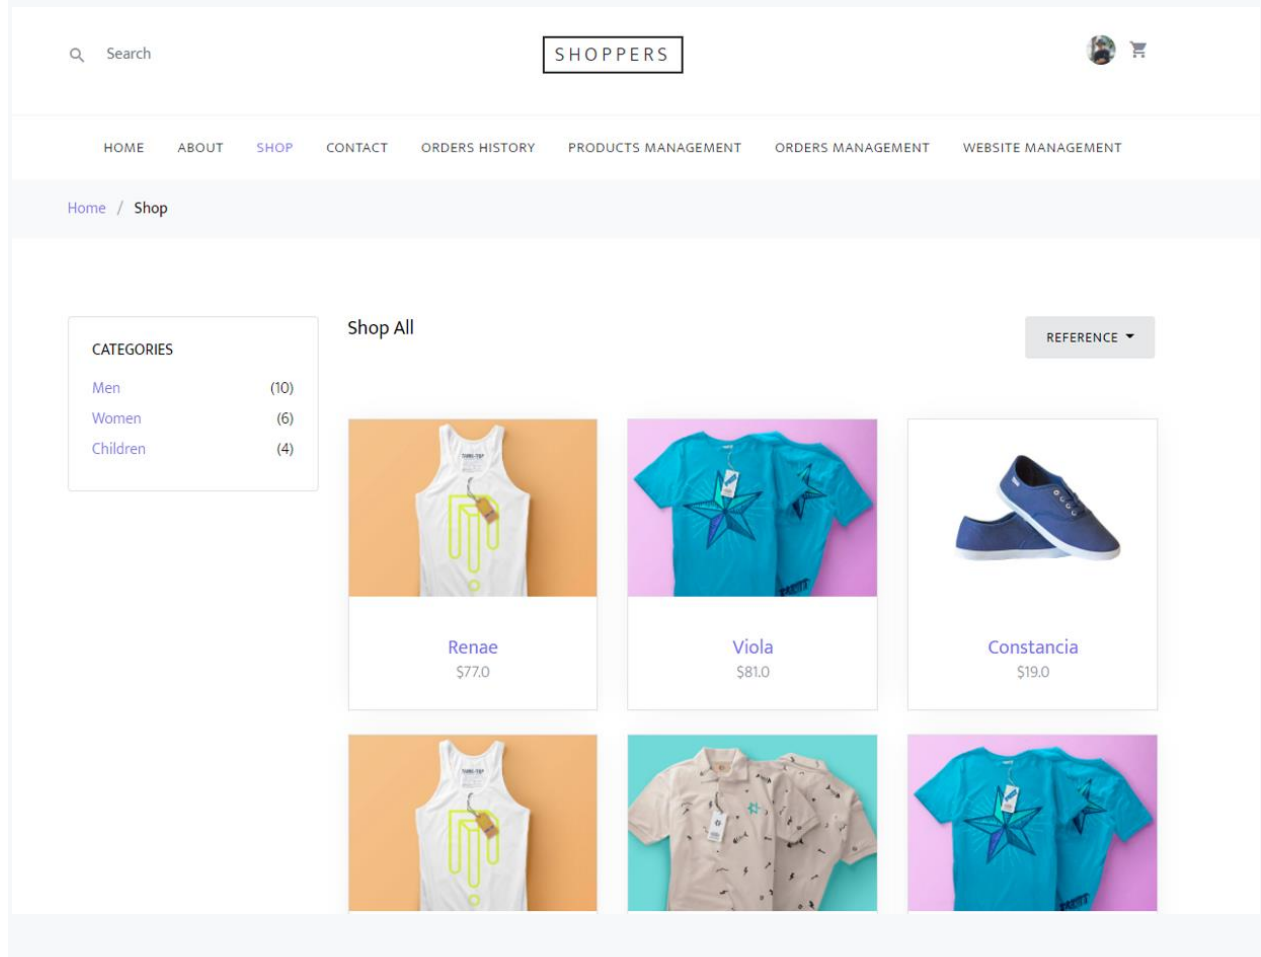 Search
SHOPPERS
HOME ABOUT SHOP CONTACT ORDERS HISTORY PRODUCTS MANAGEMENT ORDERS MANAGEMENT WEBSITE MANAGEMENT
Home / Shop
CATEGORIES
Men (10)
Women (6)
Children (4)
Shop All
REFERENCE
Renae
$77.0
Viola
$81.0
Constancia
$19.0